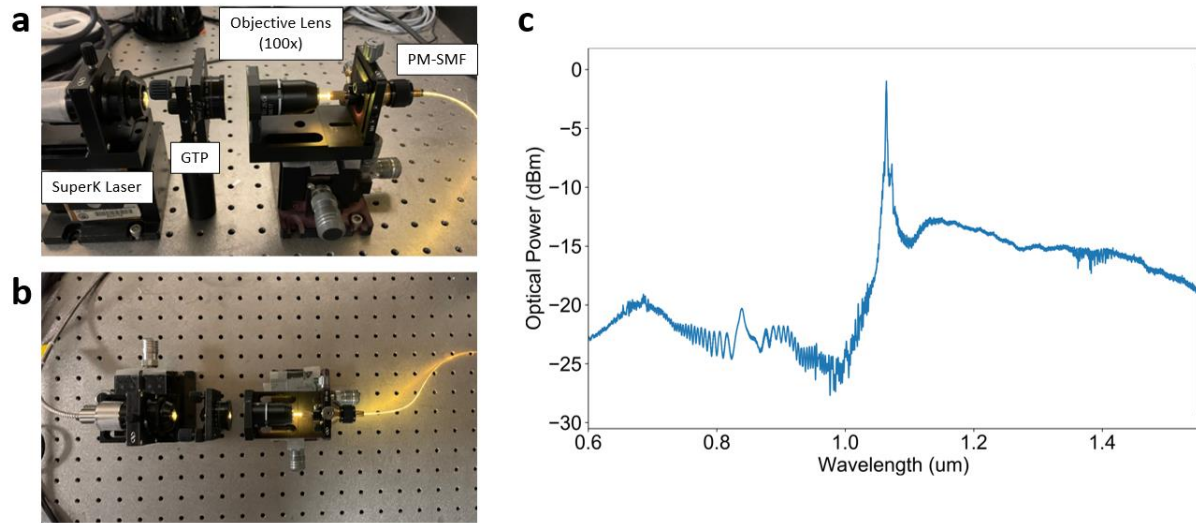 a
Objective Lens
(100x)
PM-SMF
GTP
SuperK Laser
b
c
Optical Power (dBm)
0
−5
−10
−15
−20
−25
−30
0.6
0.8
1.0
1.2
1.4
Wavelength (um)